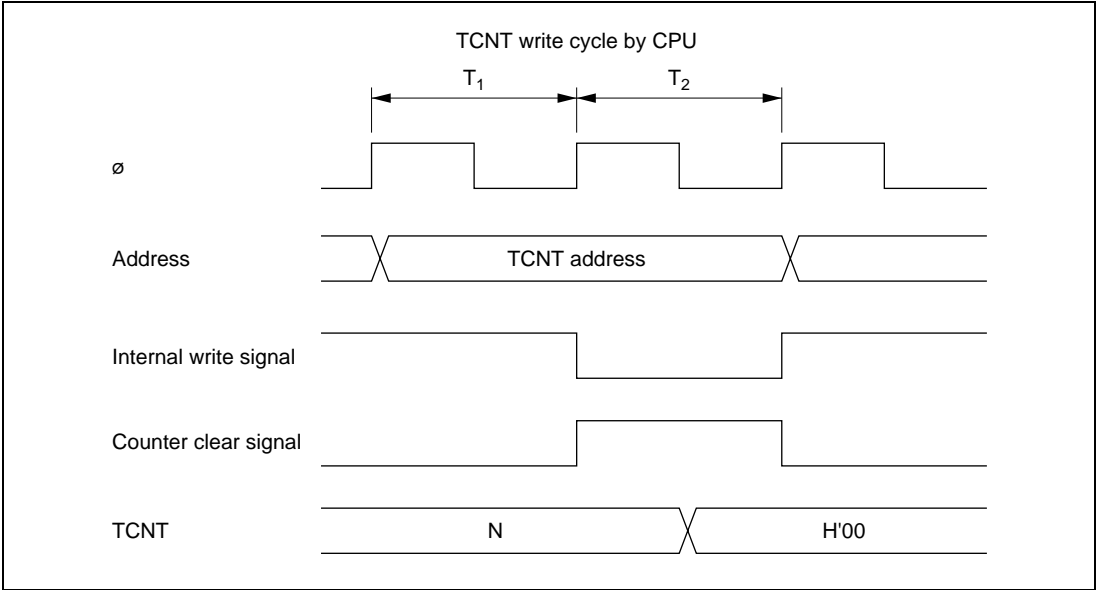 TCNT write cycle by CPU
T₁ T₂
ø
Address TCNT address
Internal write signal
Counter clear signal
TCNT N H'00